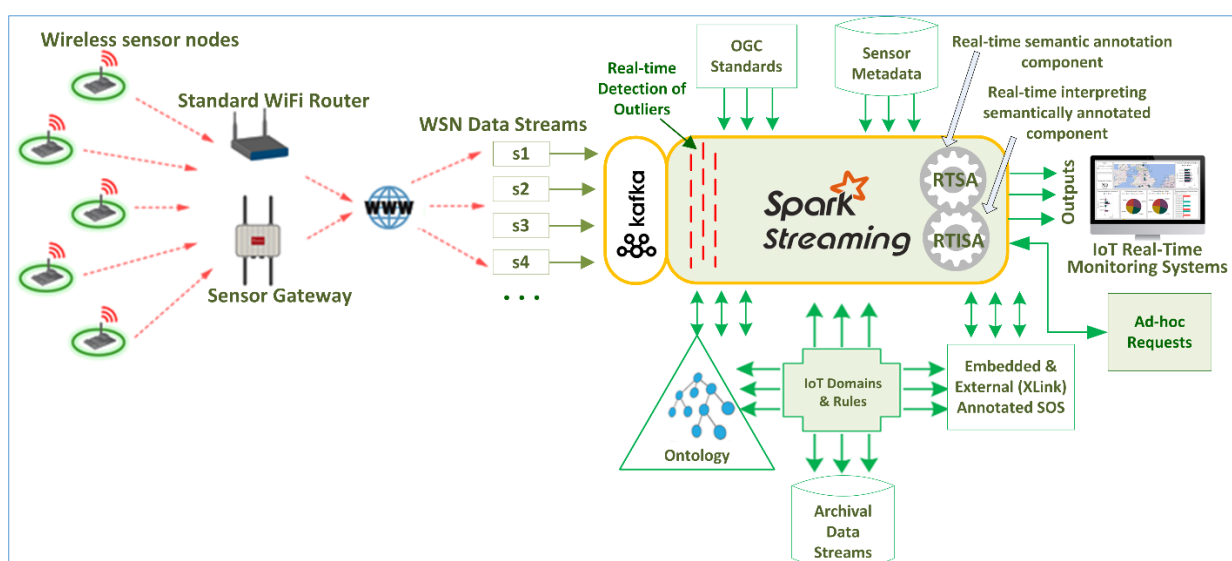 Wireless sensor nodes
Standard WiFi Router
Sensor Gateway
WWW
WSN Data Streams
s1
s2
s3
s4
. . .
Real-time
Detection of
Outliers
kafka
OGC
Standards
Sensor
Metadata
Real-time semantic annotation
component
Real-time interpreting
semantically annotated
component
Spark
Streaming
RTSA
RTISA
Outputs
IoT Real-Time
Monitoring Systems
Ad-hoc
Requests
Ontology
IoT Domains
& Rules
Embedded &
External (XLink)
Annotated SOS
Archival
Data
Streams